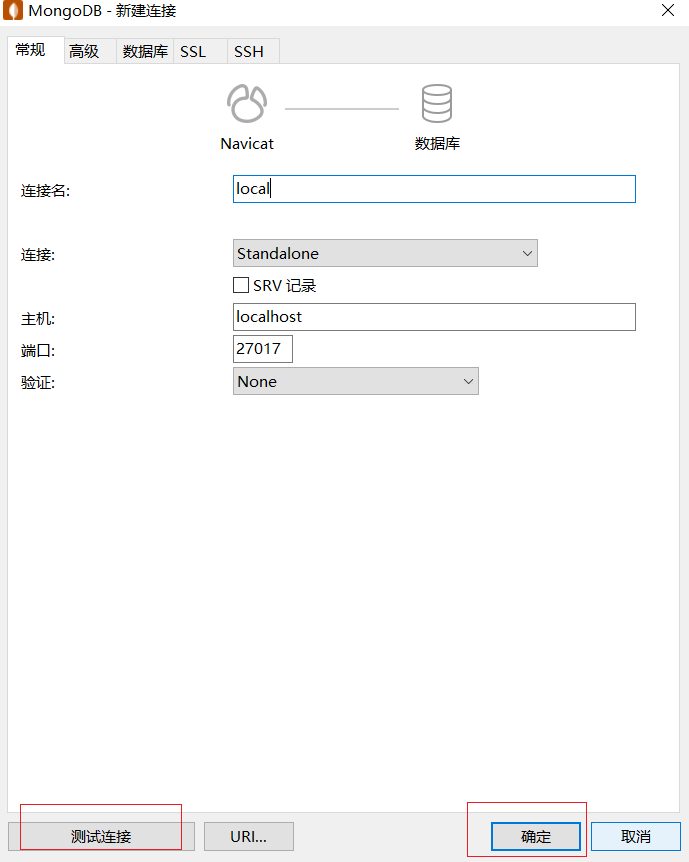 MongoDB - 新建连接
常规 高级 数据库 SSL SSH
Navicat 数据库
连接名: local
连接: Standalone
SRV 记录
主机: localhost
端口: 27017
验证: None
测试连接 URI... 确定 取消